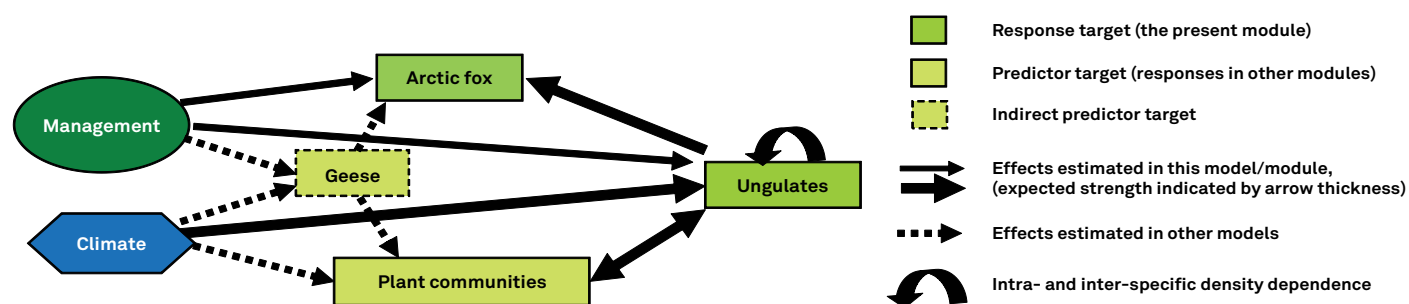 Management
Climate
Arctic fox
Geese
Plant communities
Ungulates
Response target (the present module)
Predictor target (responses in other modules)
Indirect predictor target
Effects estimated in this model/module,
(expected strength indicated by arrow thickness)
Effects estimated in other models
Intra- and inter-specific density dependence